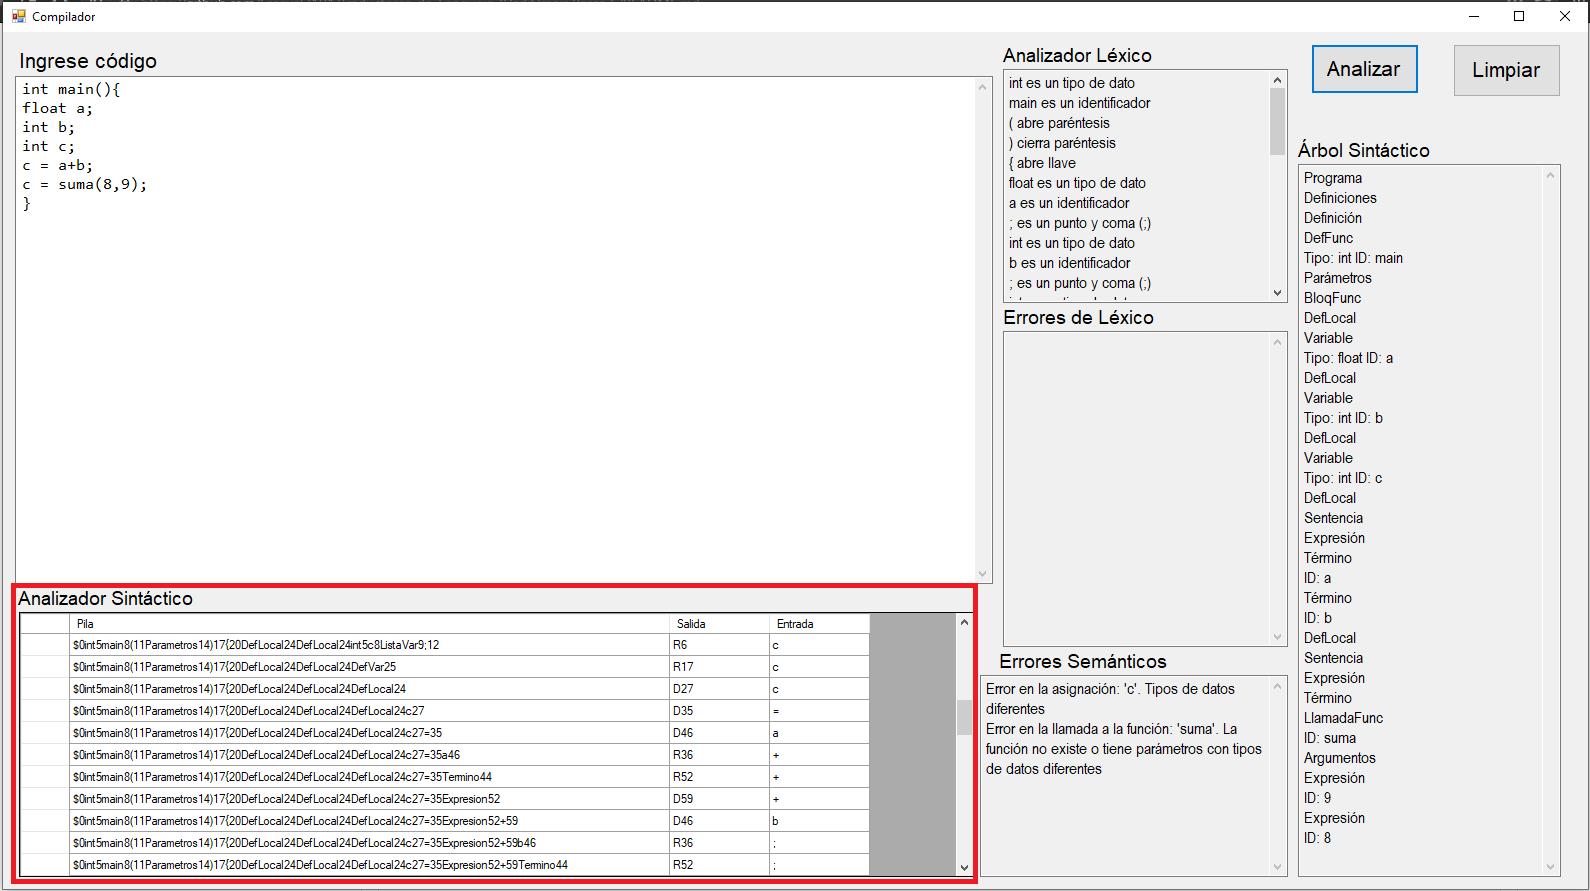 Compilador
Ingrese código
int main(){
float a;
int b;
int c;
c = a+b;
c = suma(8,9);
}
Analizador Sintáctico
Pila Salida Entrada
$0int5main8(11Parametros14)17{20DefLocal24DefLocal24int5c8ListaVar9;12 R6 c
$0int5main8(11Parametros14)17{20DefLocal24DefLocal24DefVar25 R17 c
$0int5main8(11Parametros14)17{20DefLocal24DefLocal24DefLocal24 D27 c
$0int5main8(11Parametros14)17{20DefLocal24DefLocal24DefLocal24c27 D35 =
$0int5main8(11Parametros14)17{20DefLocal24DefLocal24DefLocal24c27=35 D46 a
$0int5main8(11Parametros14)17{20DefLocal24DefLocal24DefLocal24c27=35a46 R36 +
$0int5main8(11Parametros14)17{20DefLocal24DefLocal24DefLocal24c27=35Termino44 R52 +
$0int5main8(11Parametros14)17{20DefLocal24DefLocal24DefLocal24c27=35Expresion52 D59 +
$0int5main8(11Parametros14)17{20DefLocal24DefLocal24DefLocal24c27=35Expresion52+59 D46 b
$0int5main8(11Parametros14)17{20DefLocal24DefLocal24DefLocal24c27=35Expresion52+59b46 R36 ;
$0int5main8(11Parametros14)17{20DefLocal24DefLocal24DefLocal24c27=35Expresion52+59Termino44 R52 ;
Analizador Léxico
int es un tipo de dato
main es un identificador
( abre paréntesis
) cierra paréntesis
{ abre llave
float es un tipo de dato
a es un identificador
; es un punto y coma (;)
int es un tipo de dato
b es un identificador
; es un punto y coma (;)
Errores de Léxico
Errores Semánticos
Error en la asignación: 'c'. Tipos de datos
diferentes
Error en la llamada a la función: 'suma'. La
función no existe o tiene parámetros con tipos
de datos diferentes
Analizar
Limpiar
Árbol Sintáctico
Programa
Definiciones
Definición
DefFunc
Tipo: int ID: main
Parámetros
BloqFunc
DefLocal
Variable
Tipo: float ID: a
DefLocal
Variable
Tipo: int ID: b
DefLocal
Variable
Tipo: int ID: c
DefLocal
Sentencia
Expresión
Término
ID: a
Término
ID: b
DefLocal
Sentencia
Expresión
Término
LlamadaFunc
ID: suma
Argumentos
Expresión
ID: 9
Expresión
ID: 8